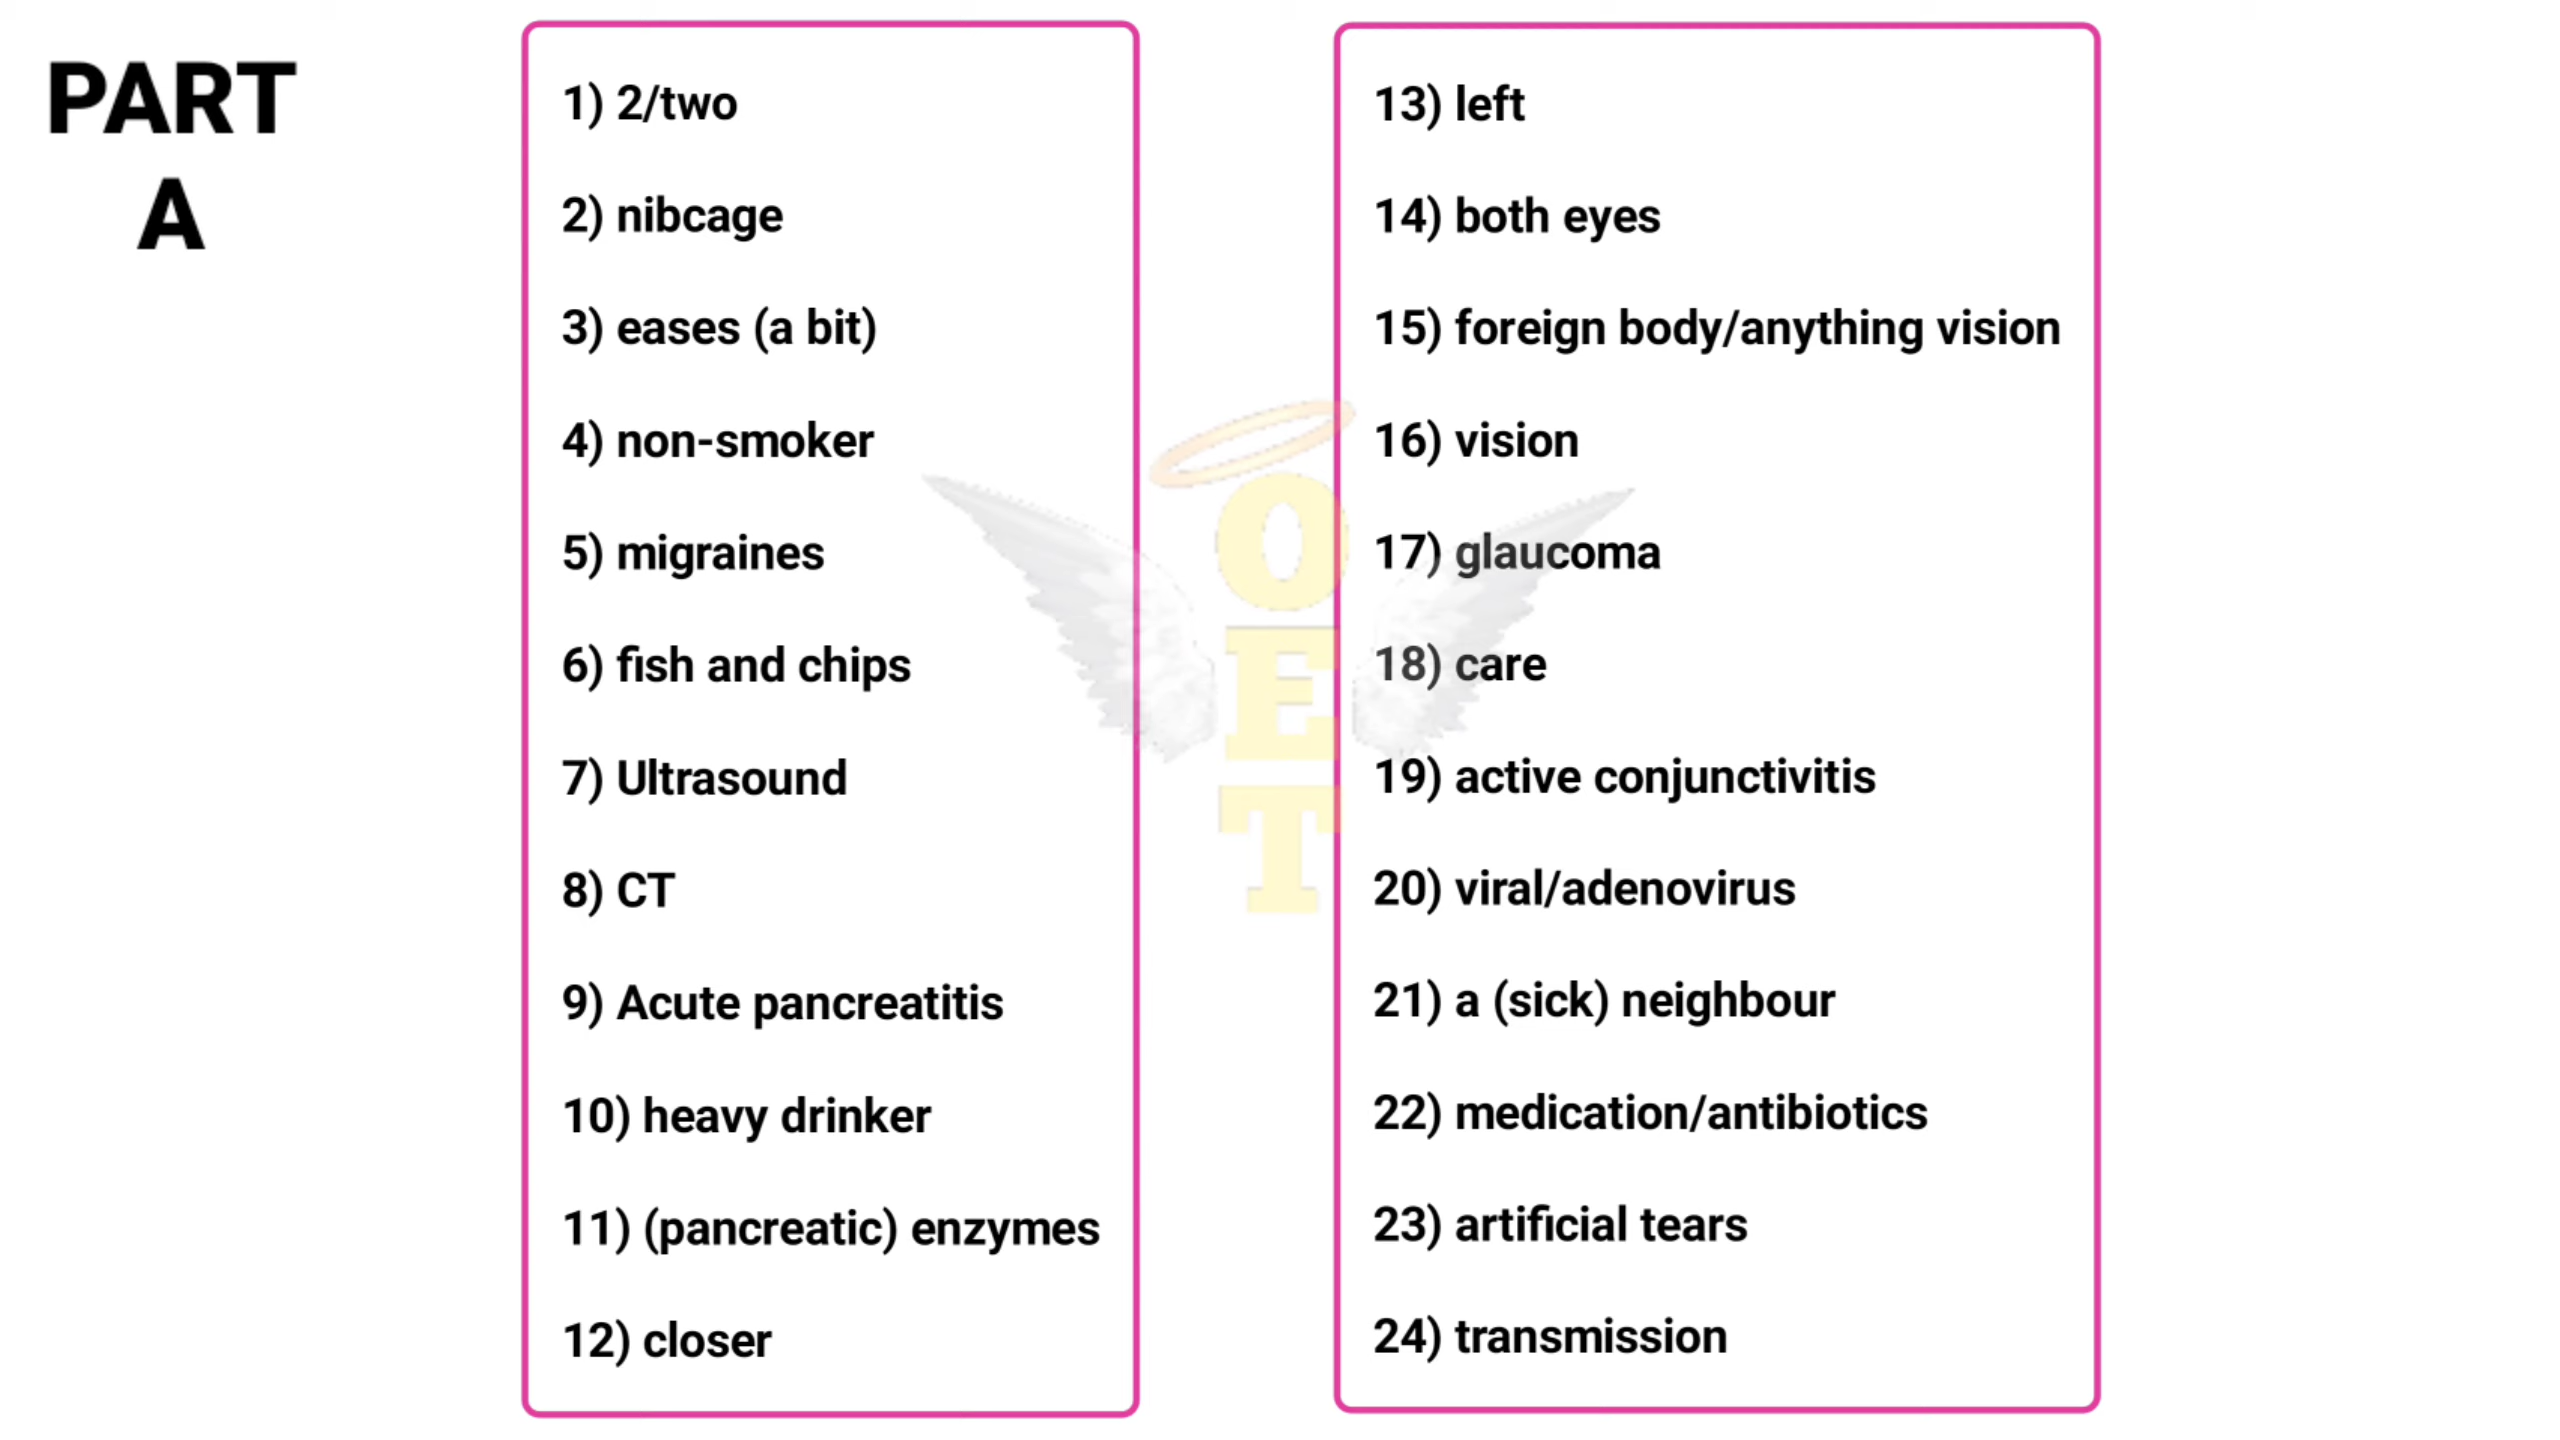 PART
A
1) 2/two
2) nibcage
3) eases (a bit)
4) non-smoker
5) migraines
6) fish and chips
7) Ultrasound
8) CT
9) Acute pancreatitis
10) heavy drinker
11) (pancreatic) enzymes
12) closer
13) left
14) both eyes
15) foreign body/anything vision
16) vision
17) glaucoma
18) care
19) active conjunctivitis
20) viral/adenovirus
21) a (sick) neighbour
22) medication/antibiotics
23) artificial tears
24) transmission
O
E
T